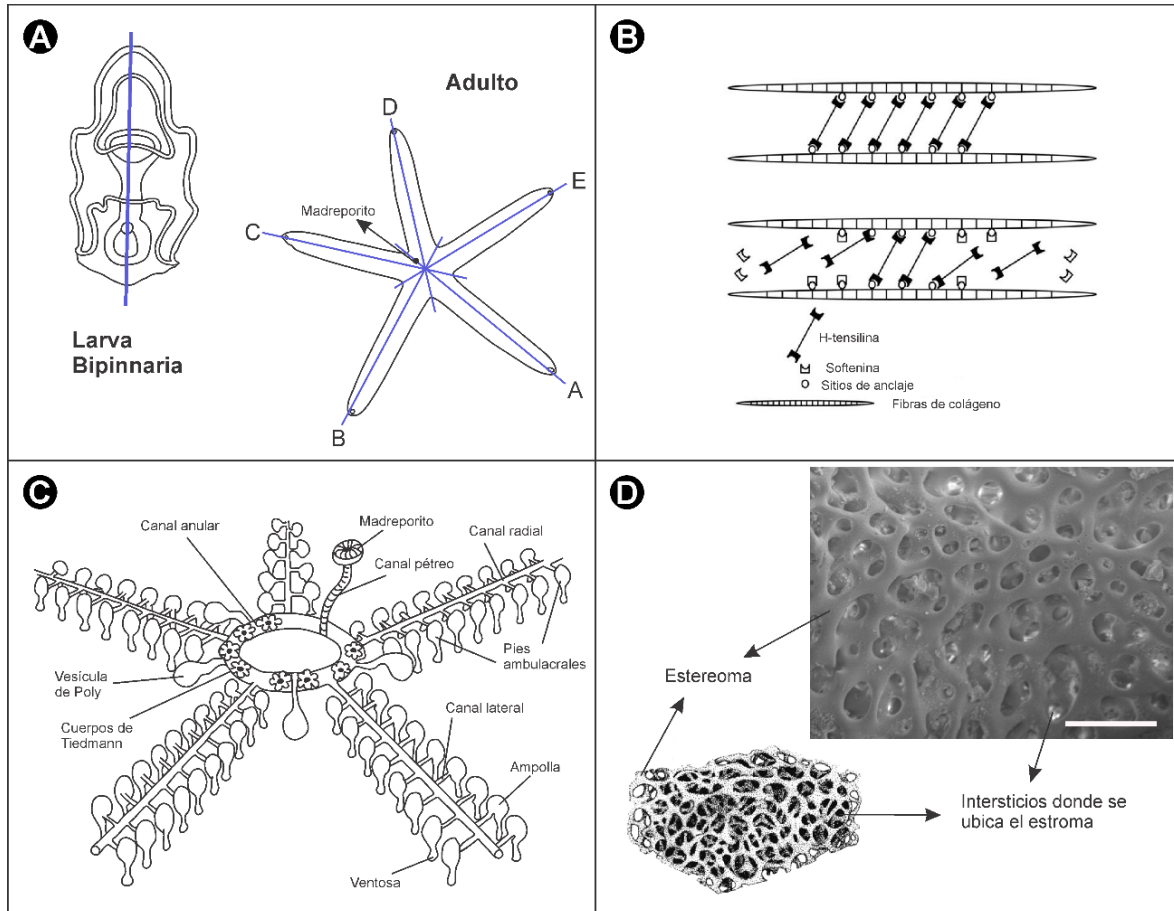 A
Adulto
D
E
Madreporito
C
Larva
Bipinnaria
A
B
B
H-tensilina
Softenina
Sitios de anclaje
Fibras de colágeno
C
Canal anular
Madreporito
Canal radial
Canal pétreo
Pies
ambulacrales
Vesícula
de Poly
Cuerpos de
Tiedmann
Canal lateral
Ampolla
Ventosa
D
Estereoma
Intersticios donde se
ubica el estroma